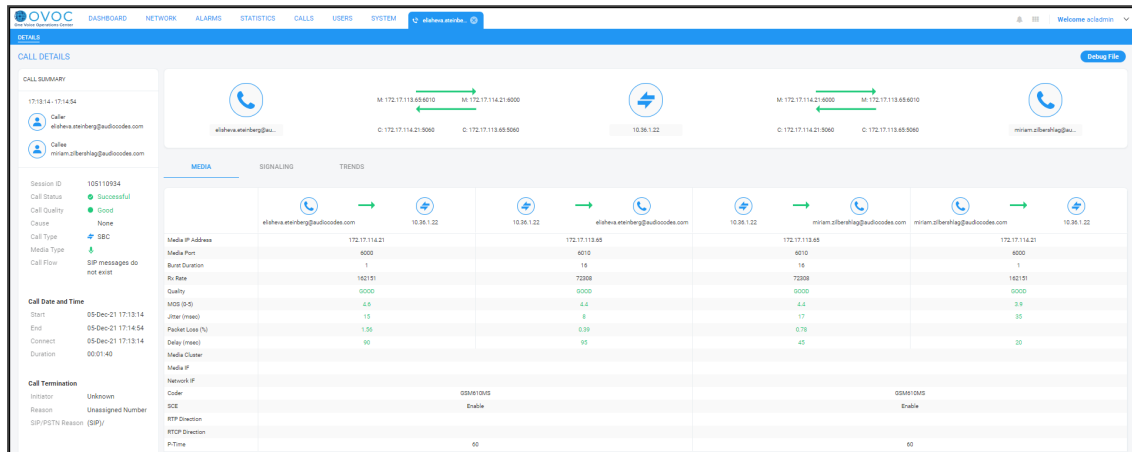 OVOC
One Voice Operations Center
DASHBOARD NETWORK ALARMS STATISTICS CALLS USERS SYSTEM elisheva.steinbe...
Welcome acladmin
DETAILS
CALL DETAILS
Debug File
CALL SUMMARY
17:13:14 - 17:14:54
Caller
elisheva.eteinberg@audiocodes.com
Callee
miriam.zilbershlag@audiocodes.com
Session ID 105110934
Call Status Successful
Call Quality Good
Cause None
Call Type SBC
Media Type
Call Flow SIP messages do
not exist
Call Date and Time
Start 05-Dec-21 17:13:14
End 05-Dec-21 17:14:54
Connect 05-Dec-21 17:13:14
Duration 00:01:40
Call Termination
Initiator Unknown
Reason Unassigned Number
SIP/PSTN Reason (SIP)/
M: 172.17.113.65:6010 M: 172.17.114.21:6000 M: 172.17.114.21:6000 M: 172.17.113.65:6010
C: 172.17.114.21:5060 C: 172.17.113.65:5060 C: 172.17.114.21:5060 C: 172.17.113.65:5060
elisheva.eteinberg@au... 10.36.1.22 miriam.zilbershlag@au...
MEDIA SIGNALING TRENDS
elisheva.eteinberg@audiocodes.com 10.36.1.22 10.36.1.22 elisheva.eteinberg@audiocodes.com 10.36.1.22 miriam.zilbershlag@audiocodes.com miriam.zilbershlag@audiocodes.com 10.36.1.22
Media IP Address 172.17.114.21 172.17.113.65 172.17.113.65 172.17.114.21
Media Port 6000 6010 6010 6000
Burst Duration 1 16 16 1
Rx Rate 162151 72308 72308 162151
Quality GOOD GOOD GOOD GOOD
MOS (0-5) 4.6 4.4 4.4 3.9
Jitter (msec) 15 6 17 35
Packet Loss (%) 1.56 0.39 0.78
Delay (msec) 90 95 45 20
Media Cluster
Media IF
Network IF
Coder GSM610MS GSM610MS
SCE Enable Enable
RTP Direction
RTCP Direction
P-Time 60 60